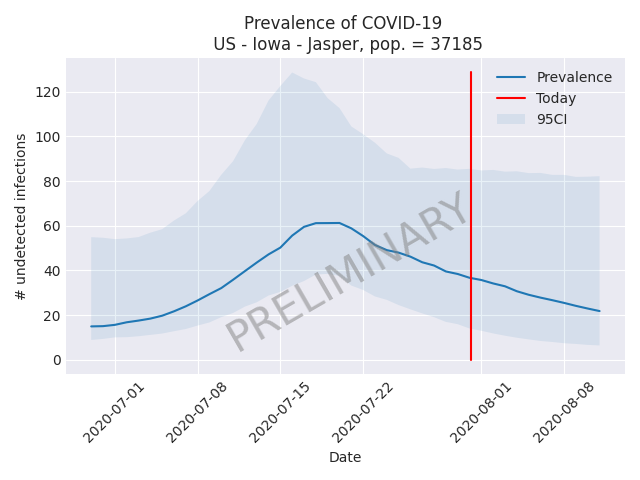 Prevalence of COVID-19
US - Iowa - Jasper, pop. = 37185
Prevalence
Today
95CI
# undetected infections
120
100
80
60
40
20
0
PRELIMINARY
2020-07-01
2020-07-08
2020-07-15
2020-07-22
2020-08-01
2020-08-08
Date